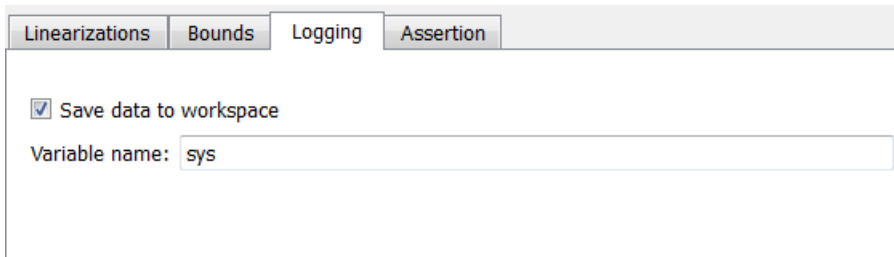 Linearizations Bounds Logging Assertion
Save data to workspace
Variable name: sys